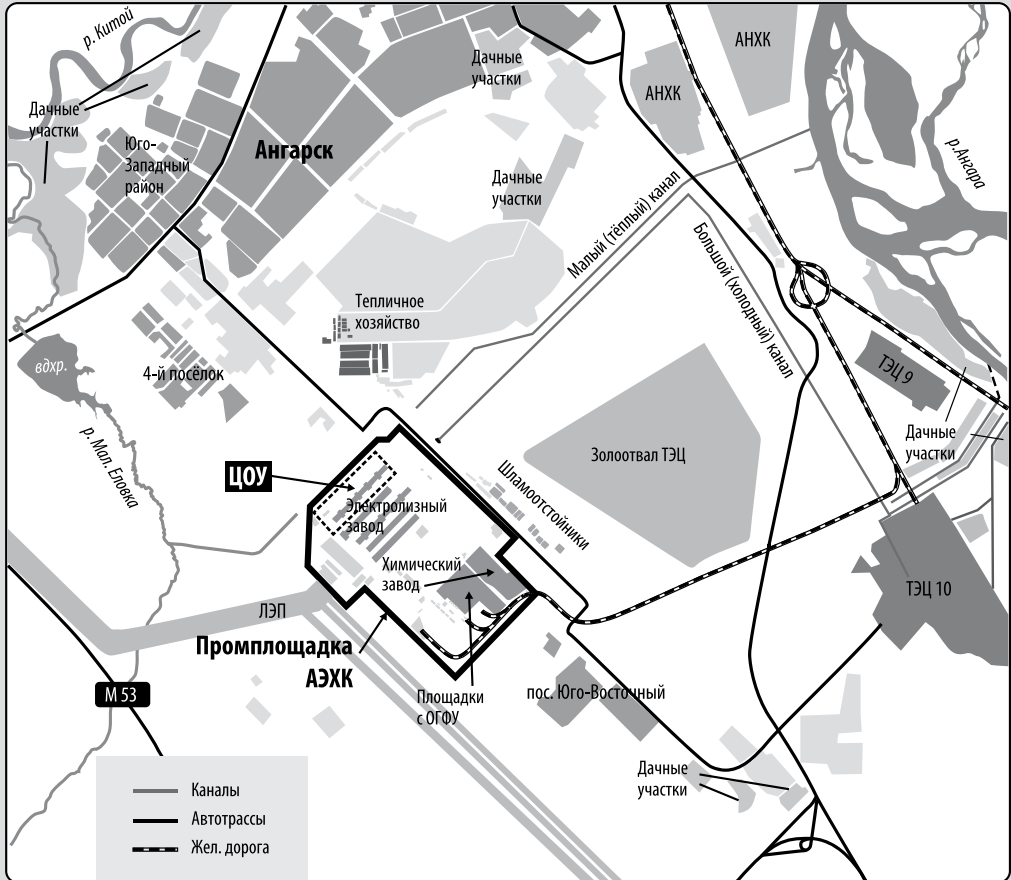 р. Китой
Дачные
участки
АНХК
Дачные
участки
АНХК
Юго-
Западный
район
Ангарск
р.Ангара
Дачные
участки
Малый (тёплый) канал
Большой (холодный) канал
Тепличное
хозяйство
вдхр.
4-й посёлок
ТЭЦ 9
Дачные
участки
р. Мал. Еловка
ЦОУ
Золоотвал ТЭЦ
Шламоотстойники
Электролизный
завод
Химический
завод
ТЭЦ 10
ЛЭП
Промплощадка
АЭХК
М 53
Площадки
с ОГФУ
пос. Юго-Восточный
Дачные
участки
Каналы
Автотрассы
Жел. дорога